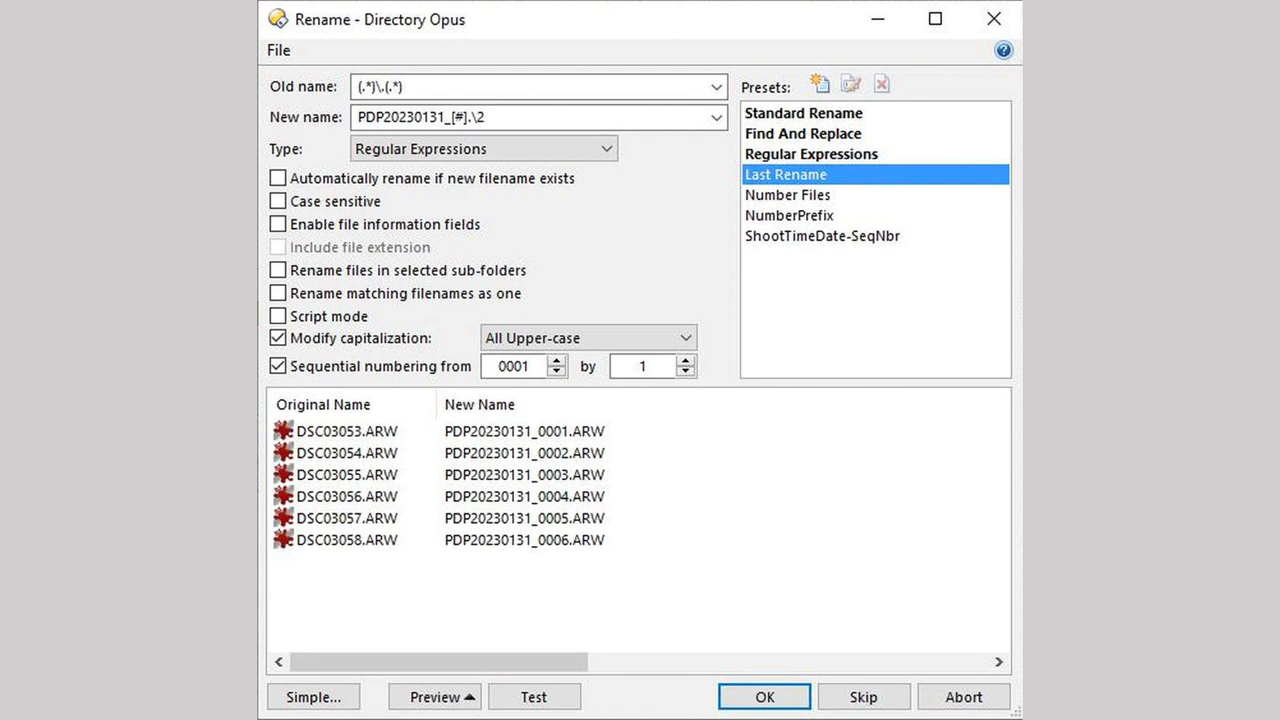 Rename - Directory Opus
File
Old name: (.*)\.(.*)
New name: PDP20230131_[#].\2
Type: Regular Expressions
Automatically rename if new filename exists
Case sensitive
Enable file information fields
Include file extension
Rename files in selected sub-folders
Rename matching filenames as one
Script mode
Modify capitalization: All Upper-case
Sequential numbering from 0001 by 1
Presets:
Standard Rename
Find And Replace
Regular Expressions
Last Rename
Number Files
NumberPrefix
ShootTimeDate-SeqNbr
Original Name New Name
DSC03053.ARW PDP20230131_0001.ARW
DSC03054.ARW PDP20230131_0002.ARW
DSC03055.ARW PDP20230131_0003.ARW
DSC03056.ARW PDP20230131_0004.ARW
DSC03057.ARW PDP20230131_0005.ARW
DSC03058.ARW PDP20230131_0006.ARW
Simple... Preview Test OK Skip Abort